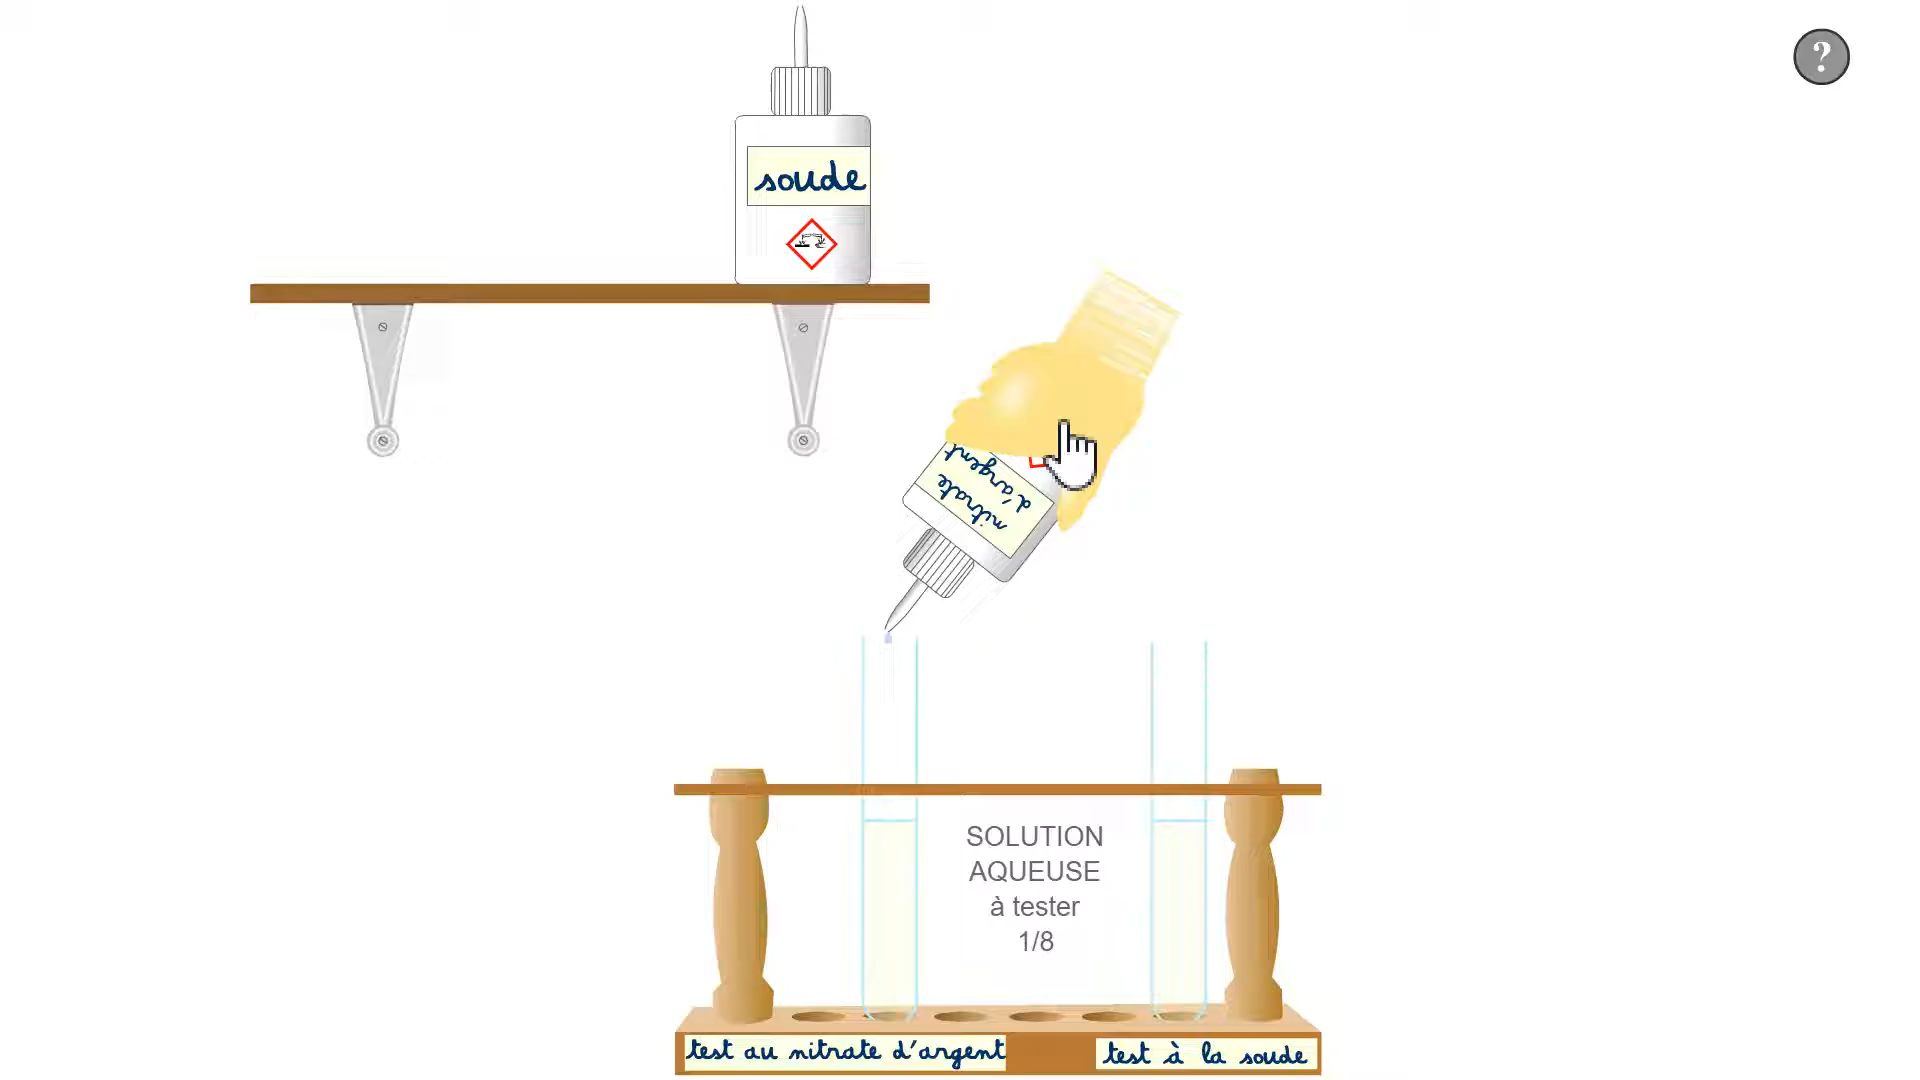 ?
soude
nitrate
d'argent
SOLUTION
AQUEUSE
à tester
1/8
test au nitrate d'argent
test à la soude